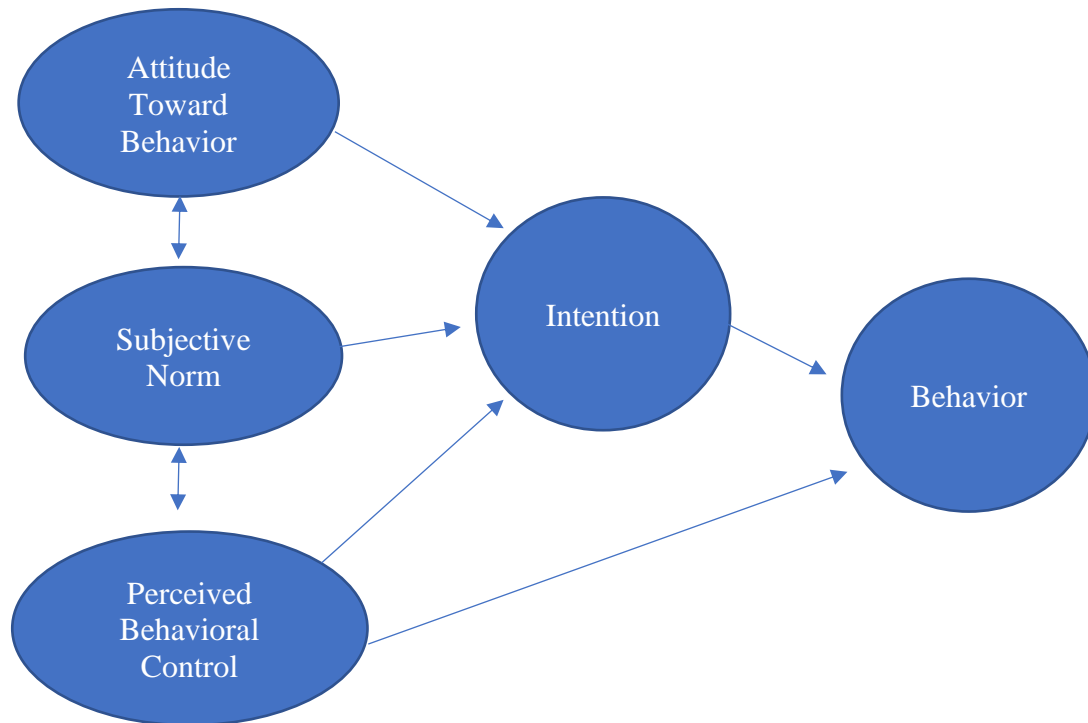 Attitude
Toward
Behavior
Subjective
Norm
Perceived
Behavioral
Control
Intention
Behavior